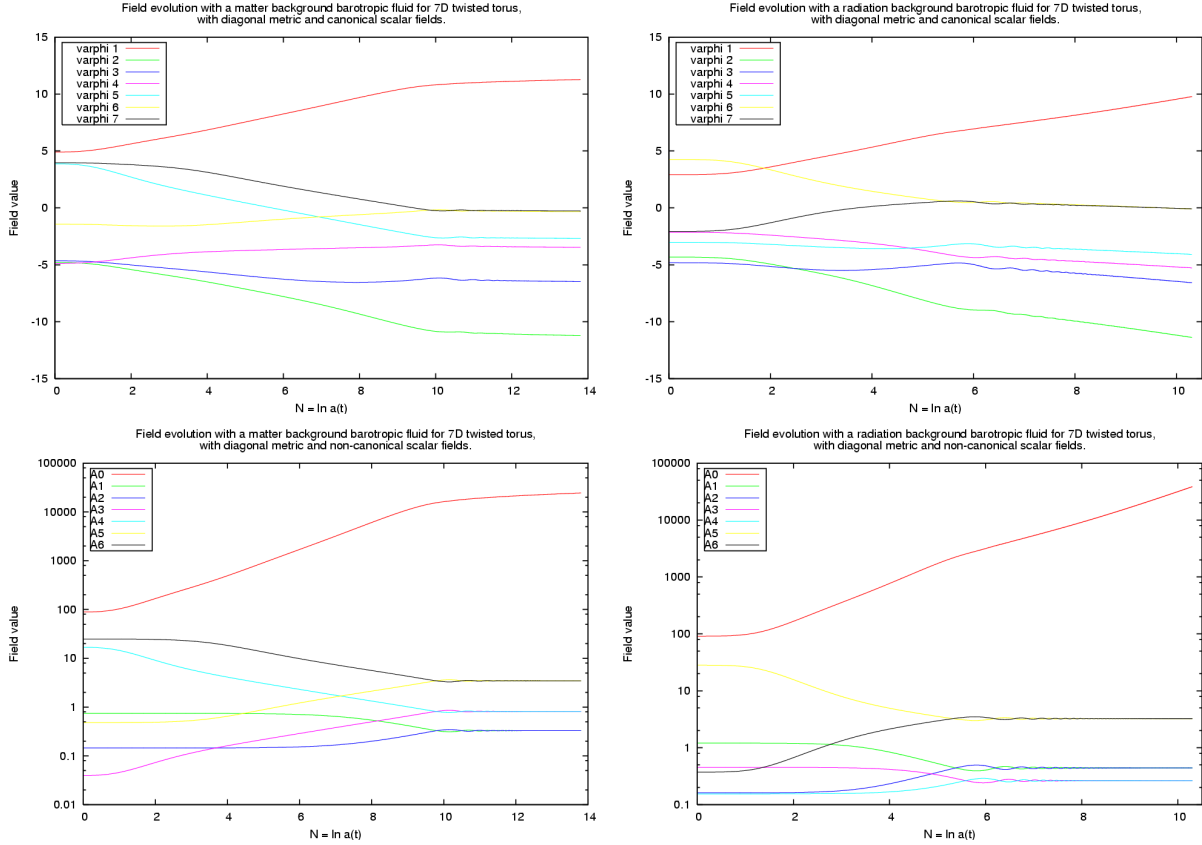 Field evolution with a matter background barotropic fluid for 7D twisted torus,
with diagonal metric and canonical scalar fields.
15
10
5
0
-5
-10
-15
varphi 1
varphi 2
varphi 3
varphi 4
varphi 5
varphi 6
varphi 7
Field value
0 2 4 6 8 10 12 14
N = ln a(t)
Field evolution with a radiation background barotropic fluid for 7D twisted torus,
with diagonal metric and canonical scalar fields.
15
10
5
0
-5
-10
-15
varphi 1
varphi 2
varphi 3
varphi 4
varphi 5
varphi 6
varphi 7
Field value
0 2 4 6 8 10
N = ln a(t)
Field evolution with a matter background barotropic fluid for 7D twisted torus,
with diagonal metric and non-canonical scalar fields.
100000
10000
1000
100
10
1
0.1
0.01
A0
A1
A2
A3
A4
A5
A6
Field value
0 2 4 6 8 10 12 14
N = ln a(t)
Field evolution with a radiation background barotropic fluid for 7D twisted torus,
with diagonal metric and non-canonical scalar fields.
100000
10000
1000
100
10
1
0.1
A0
A1
A2
A3
A4
A5
A6
Field value
0 2 4 6 8 10
N = ln a(t)